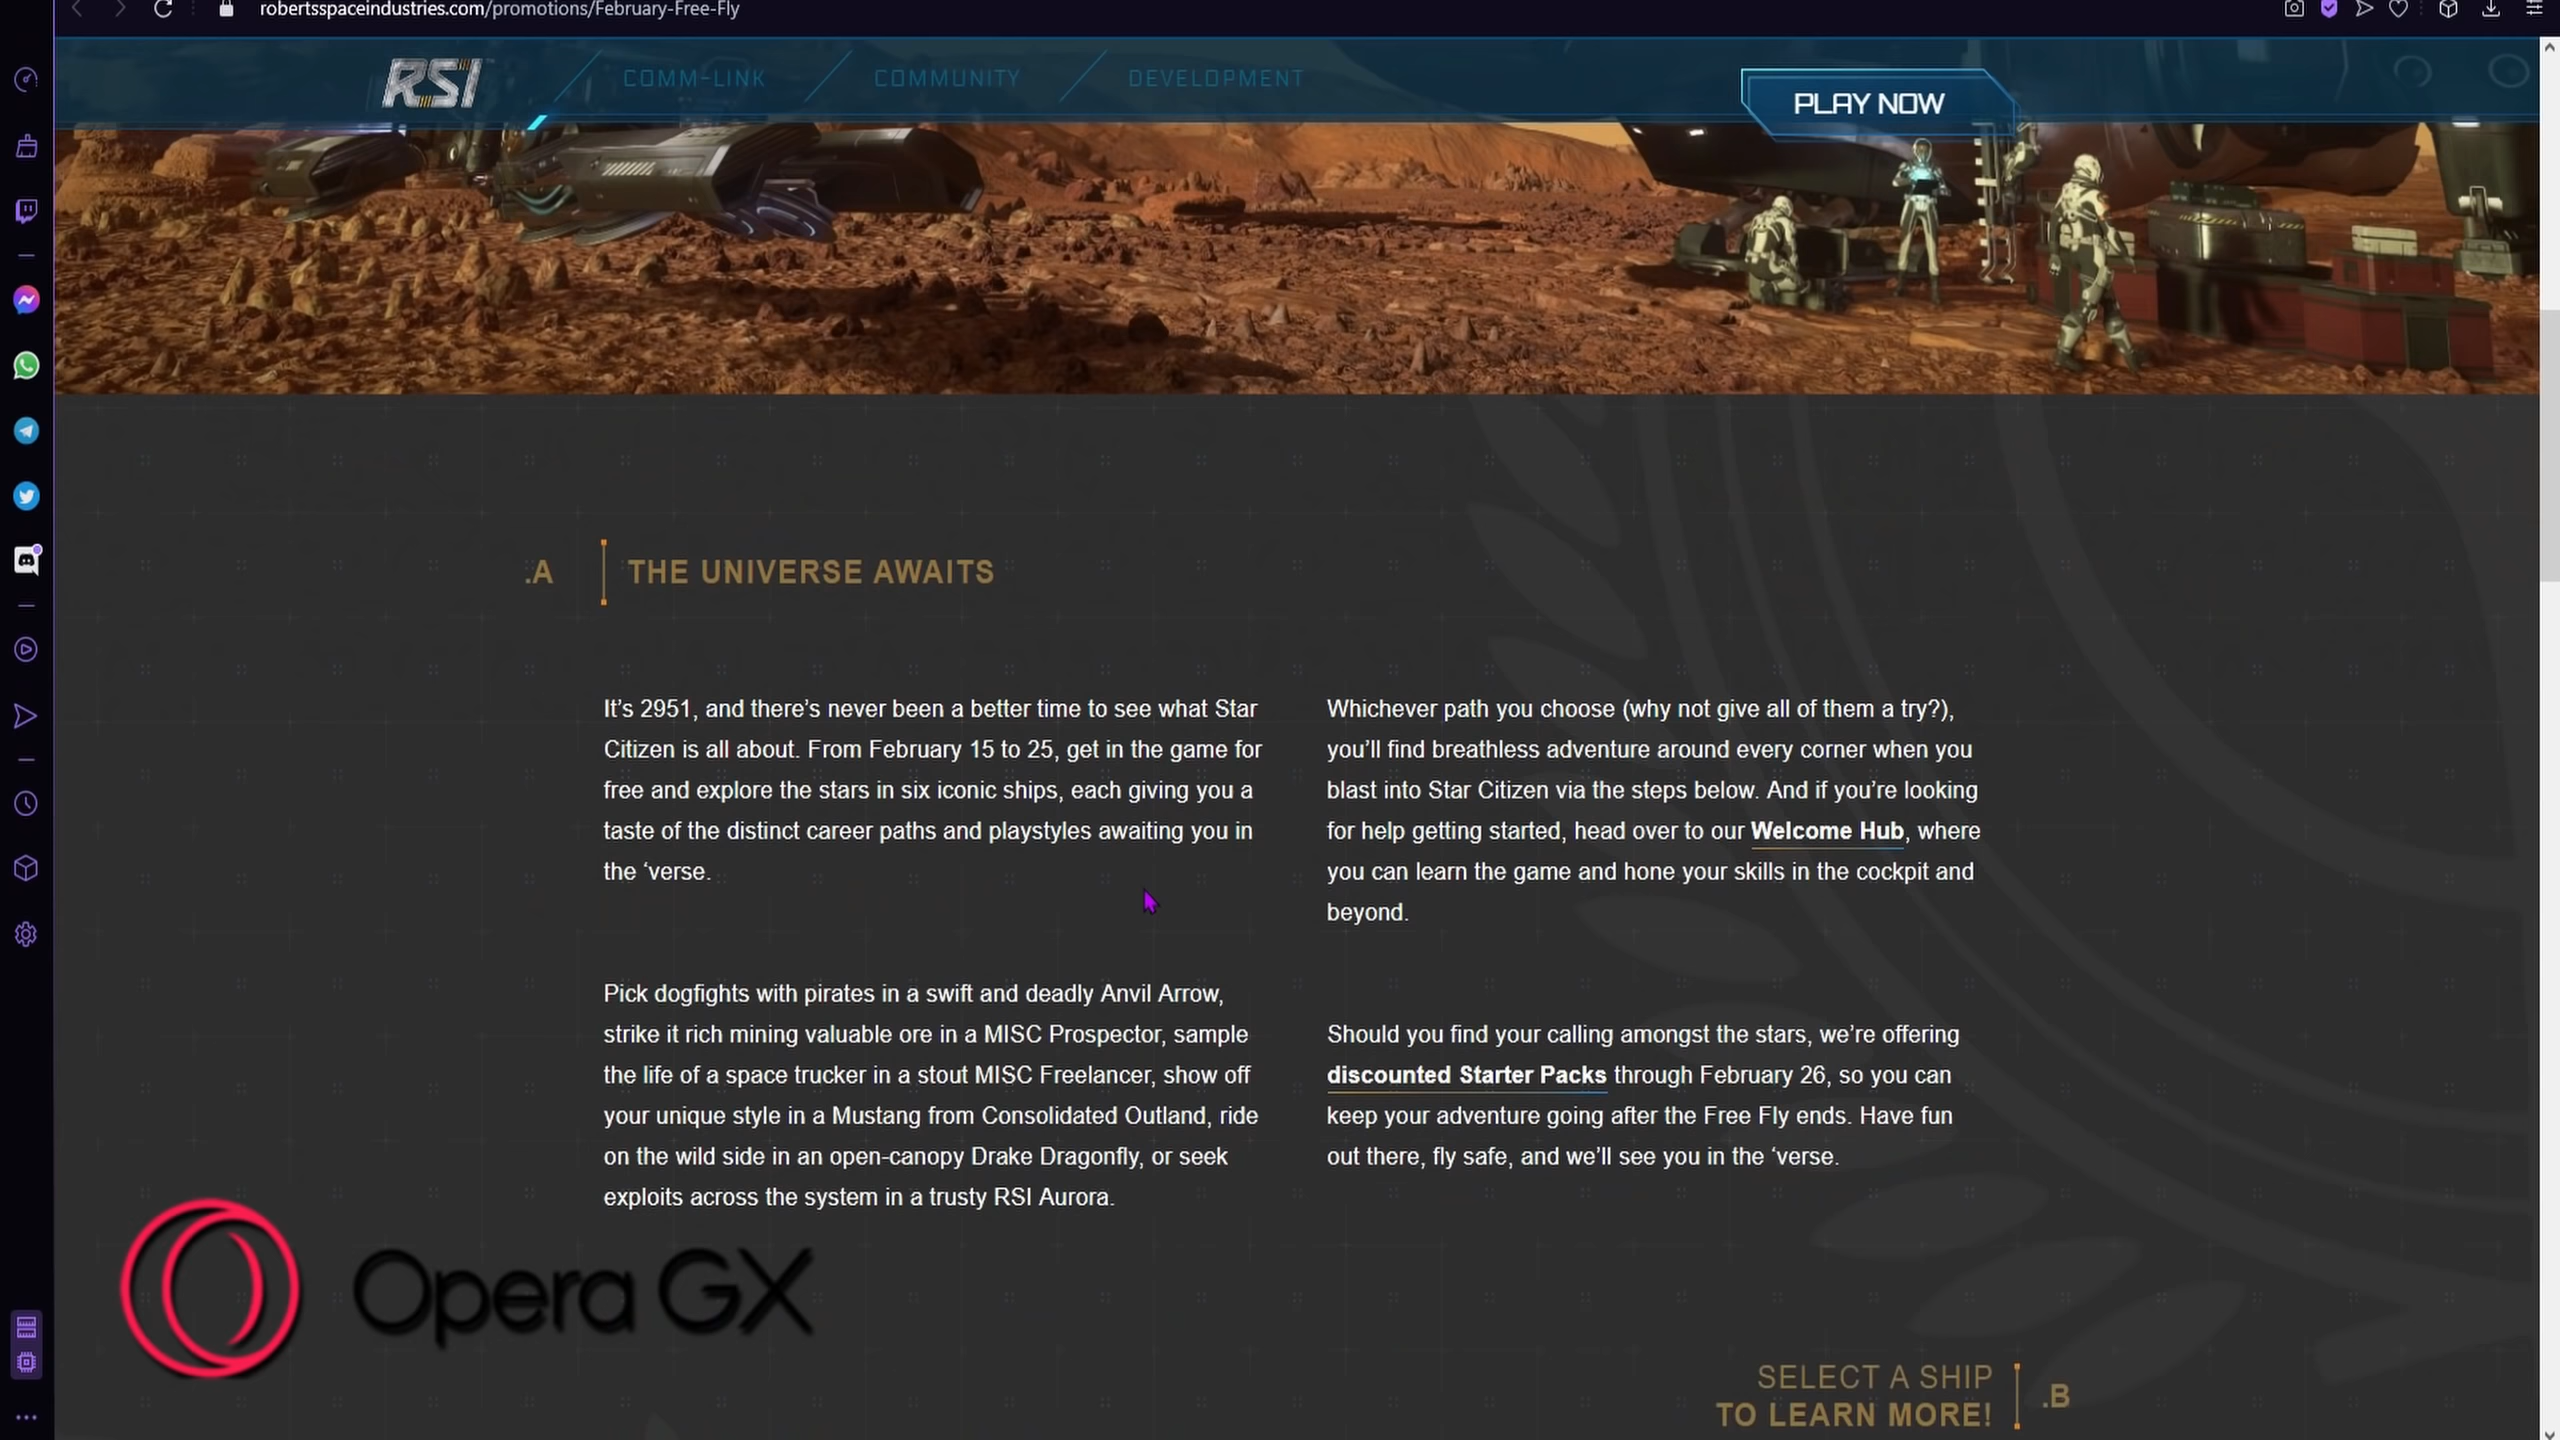 robertsspaceindustries.com/promotions/February-Free-Fly
RSI
COMM-LINK
COMMUNITY
DEVELOPMENT
PLAY NOW
.A
THE UNIVERSE AWAITS
It’s 2951, and there’s never been a better time to see what Star
Citizen is all about. From February 15 to 25, get in the game for
free and explore the stars in six iconic ships, each giving you a
taste of the distinct career paths and playstyles awaiting you in
the ‘verse.
Pick dogfights with pirates in a swift and deadly Anvil Arrow,
strike it rich mining valuable ore in a MISC Prospector, sample
the life of a space trucker in a stout MISC Freelancer, show off
your unique style in a Mustang from Consolidated Outland, ride
on the wild side in an open-canopy Drake Dragonfly, or seek
exploits across the system in a trusty RSI Aurora.
Whichever path you choose (why not give all of them a try?),
you’ll find breathless adventure around every corner when you
blast into Star Citizen via the steps below. And if you’re looking
for help getting started, head over to our Welcome Hub, where
you can learn the game and hone your skills in the cockpit and
beyond.
Should you find your calling amongst the stars, we’re offering
discounted Starter Packs through February 26, so you can
keep your adventure going after the Free Fly ends. Have fun
out there, fly safe, and we’ll see you in the ‘verse.
Opera GX
SELECT A SHIP
TO LEARN MORE!
.B